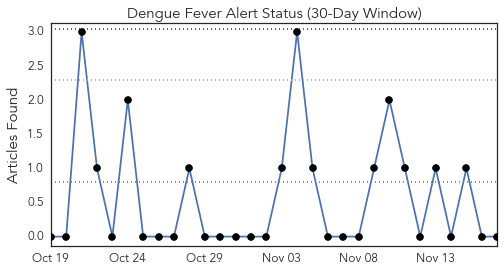 Dengue Fever Alert Status (30-Day Window)
Articles Found
3.0
2.5
2.0
1.5
1.0
0.5
0.0
Oct 19 Oct 24 Oct 29 Nov 03 Nov 08 Nov 13